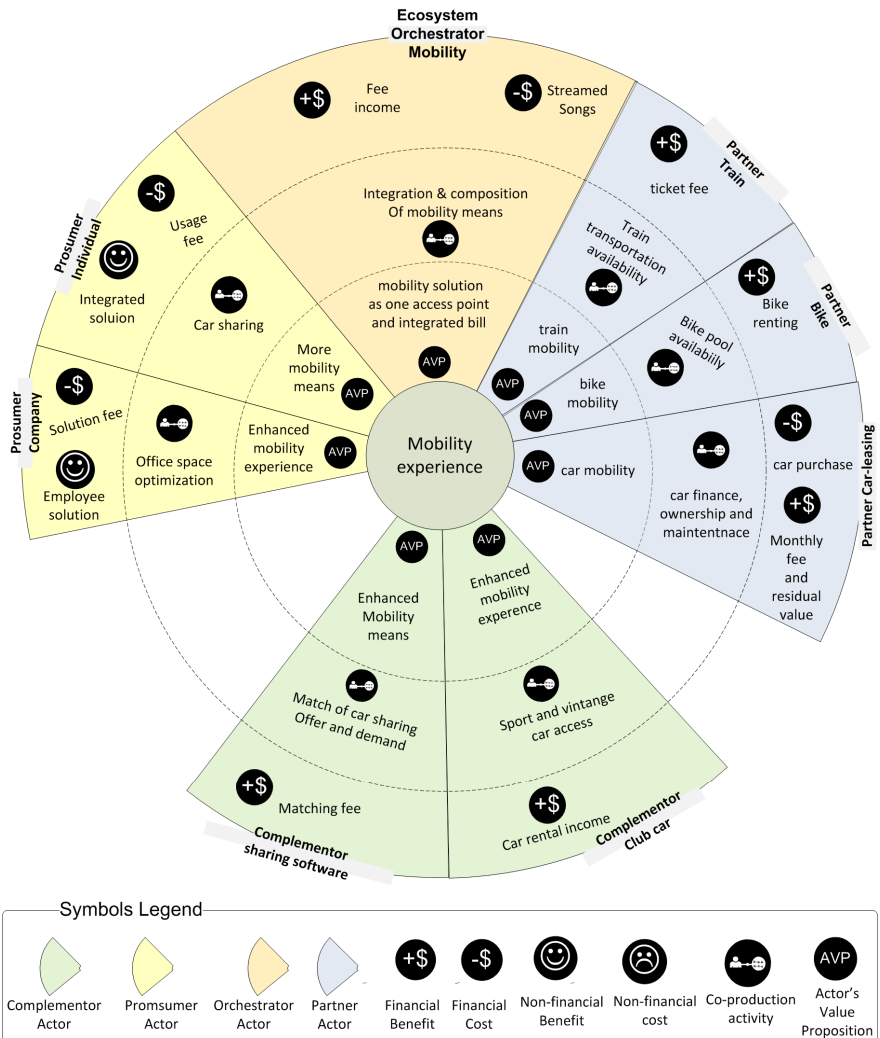 Ecosystem
Orchestrator
Mobility
+$
Fee
income
-$
Streamed
Songs
Integration & composition
Of mobility means
mobility solution
as one access point
and integrated bill
AVP
Partner
Train
+$
ticket fee
Train
transportation
availability
train
mobility
AVP
Partner
Bike
+$
Bike
renting
Bike pool
availabiily
bike
mobility
AVP
Partner Car-leasing
-$
car purchase
+$
Monthly
fee
and
residual
value
car finance,
ownership and
maintentnace
car mobility
AVP
Prosumer
Individual
-$
Usage
fee
Integrated
soluion
Car sharing
More
mobility
means
AVP
Prosumer
Company
-$
Solution fee
Employee
solution
Office space
optimization
Enhanced
mobility
experience
AVP
Mobility
experience
AVP
Enhanced
Mobility
means
Match of car sharing
Offer and demand
+$
Matching fee
Complementor
sharing software
AVP
Enhanced
mobility
experence
Sport and vintange
car access
+$
Car rental income
Complementor
Club car
Symbols Legend
Complementor
Actor
Promsumer
Actor
Orchestrator
Actor
Partner
Actor
+$
Financial
Benefit
-$
Financial
Cost
Non-financial
Benefit
Non-financial
cost
Co-production
activity
AVP
Actor's
Value
Proposition